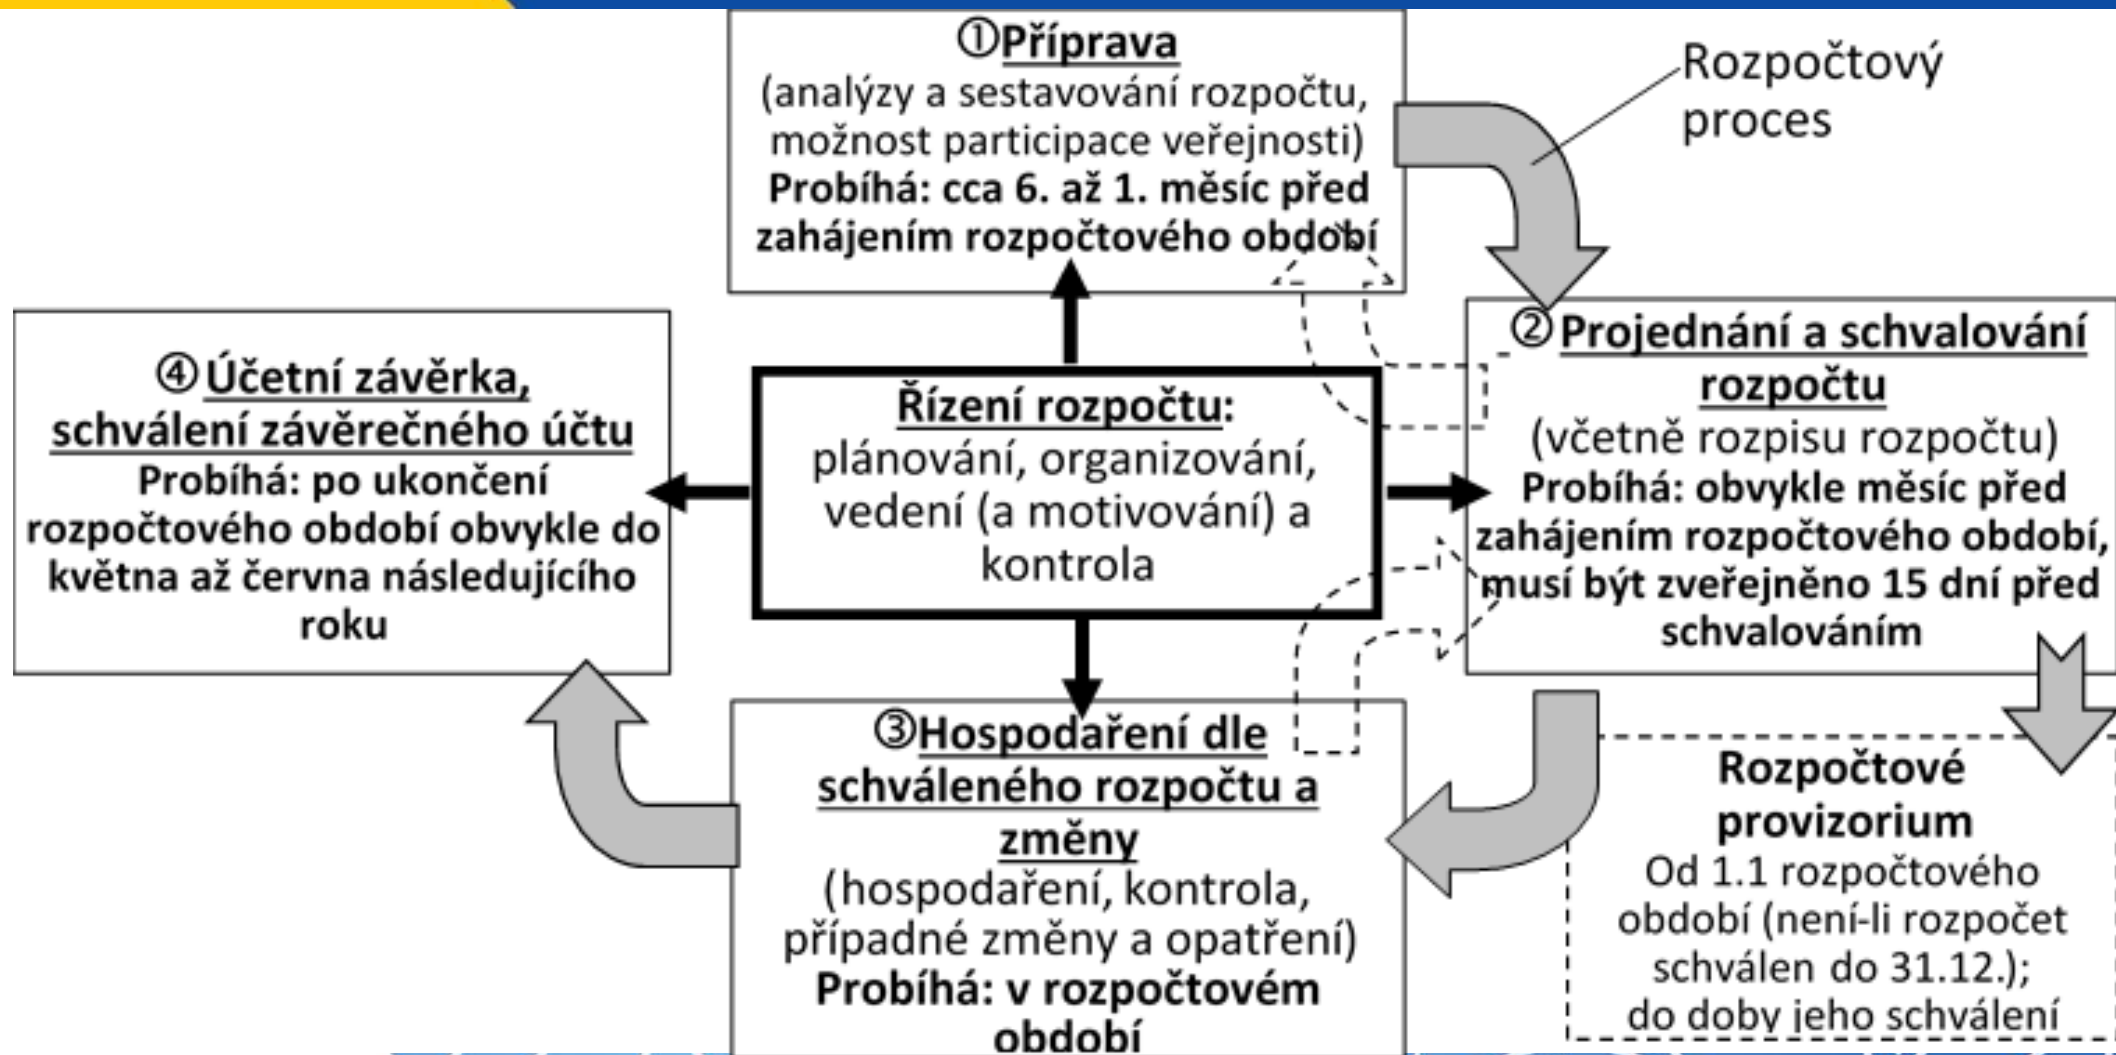 ①Příprava
(analýzy a sestavování rozpočtu,
možnost participace veřejnosti)
Probíhá: cca 6. až 1. měsíc před
zahájením rozpočtového období
Rozpočtový
proces
② Projednání a schvalování
rozpočtu
(včetně rozpisu rozpočtu)
Probíhá: obvykle měsíc před
zahájením rozpočtového období,
musí být zveřejněno 15 dní před
schvalováním
④ Účetní závěrka,
schválení závěrečného účtu
Probíhá: po ukončení
rozpočtového období obvykle do
května až června následujícího
roku
Řízení rozpočtu:
plánování, organizování,
vedení (a motivování) a
kontrola
③Hospodaření dle
schváleného rozpočtu a
změny
(hospodaření, kontrola,
případné změny a opatření)
Probíhá: v rozpočtovém
období
Rozpočtové
provizorium
Od 1.1 rozpočtového
období (není-li rozpočet
schválen do 31.12.);
do doby jeho schválení